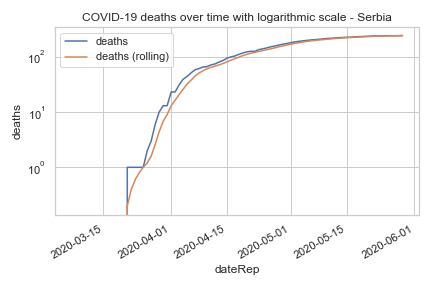 COVID-19 deaths over time with logarithmic scale - Serbia
deaths
deaths (rolling)
10²
10¹
10⁰
deaths
2020-03-15
2020-04-01
2020-04-15
2020-05-01
2020-05-15
2020-06-01
dateRep